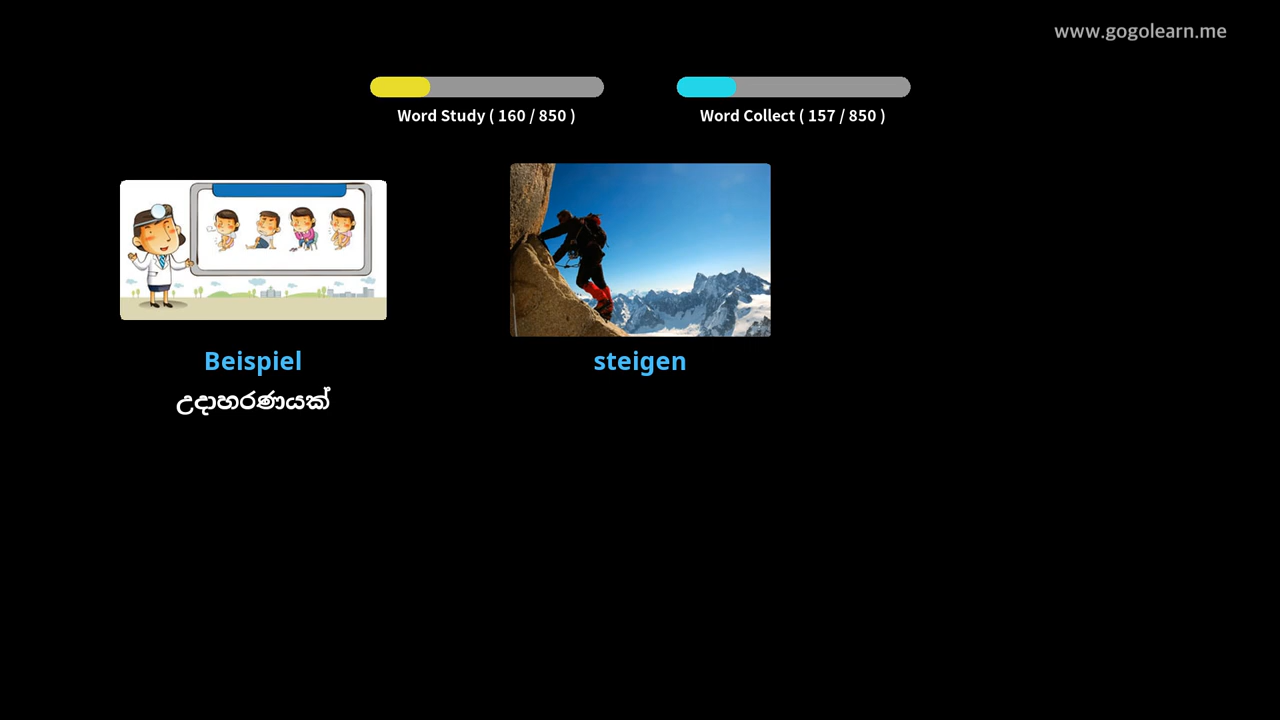 www.gogolearn.me
Word Study ( 160 / 850 )
Word Collect ( 157 / 850 )
Beispiel
steigen
උදාහරණයක්